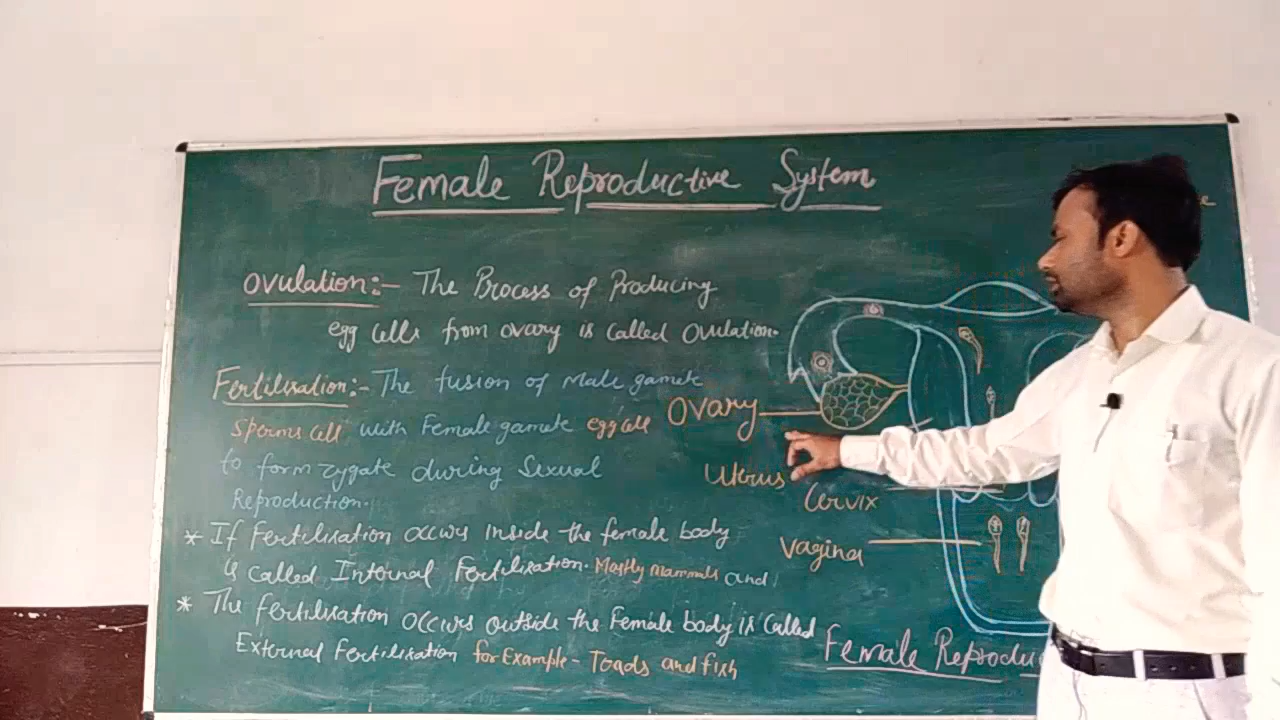 Female Reproductive System
Ovulation:- The Process of Producing
egg cells from ovary is called Ovulation.
Fertilisation:- The fusion of Male gamete
Sperms cell with Female gamete egg cell
to form zygate during Sexual
Reproduction.
* If Fertilisation occurs inside the female body
is called Internal Fertilisation. Mostly mammals and
* The fertilisation occurs outside the Female body is called
External Fertilisation for Example - Toads and fish
Ovary
Uterus
Cervix
Vagina
Female Reproduc